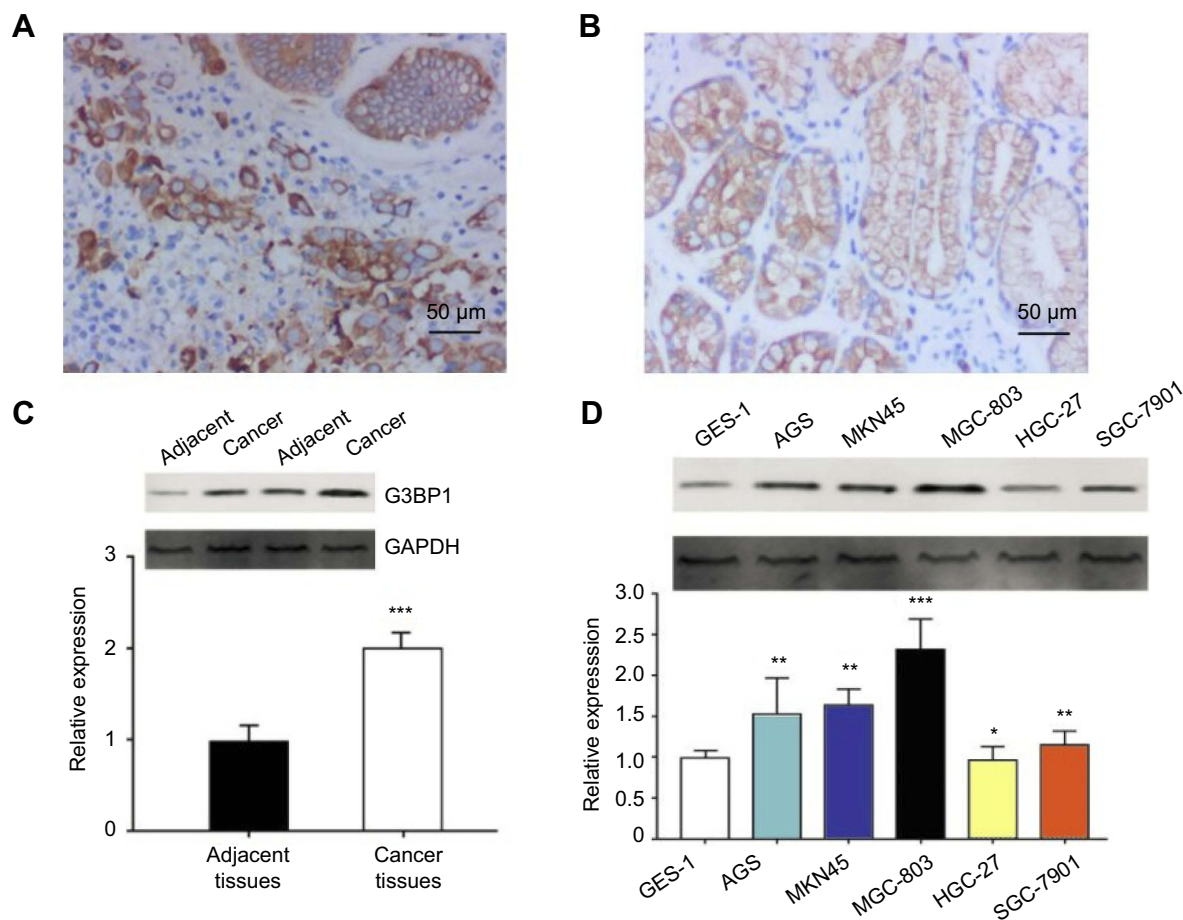 A
B
50 µm
50 µm
C
D
Adjacent
Cancer
Adjacent
Cancer
G3BP1
GAPDH
3
2
1
0
Relative expression
***
Adjacent
tissues
Cancer
tissues
GES-1
AGS
MKN45
MGC-803
HGC-27
SGC-7901
3.0
2.5
2.0
1.5
1.0
0.5
0
Relative expresssion
**
**
***
*
**
GES-1
AGS
MKN45
MGC-803
HGC-27
SGC-7901